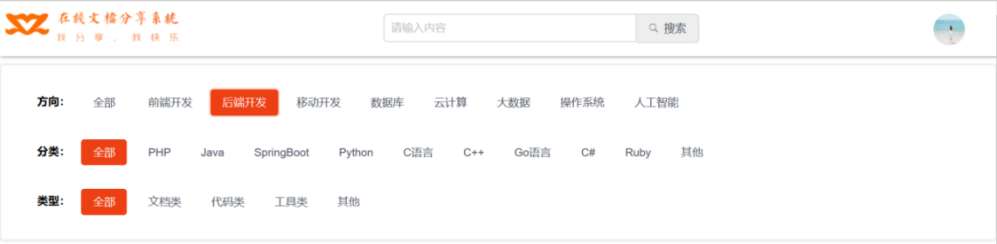 在线文档分享系统
我分享，我快乐
请输入内容 搜索
方向： 全部 前端开发 后端开发 移动开发 数据库 云计算 大数据 操作系统 人工智能
分类： 全部 PHP Java SpringBoot Python C语言 C++ Go语言 C# Ruby 其他
类型： 全部 文档类 代码类 工具类 其他